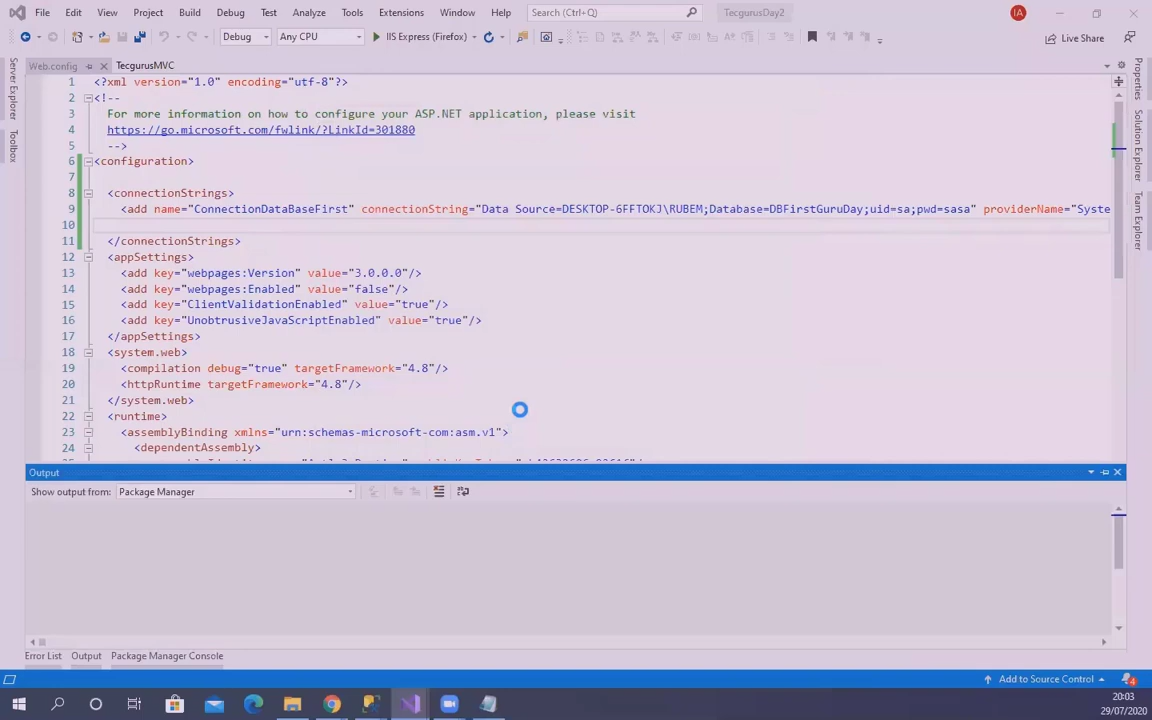 File Edit View Project Build Debug Test Analyze Tools Extensions Window Help Search (Ctrl+Q) TecgurusDay2 IA
Debug Any CPU IIS Express (Firefox) Live Share
Web.config TecgurusMVC
Server Explorer
Toolbox
Properties
Solution Explorer
Team Explorer
1 <?xml version="1.0" encoding="utf-8"?>
2 <!--
3 For more information on how to configure your ASP.NET application, please visit
4 https://go.microsoft.com/fwlink/?LinkId=301880
5 -->
6 <configuration>
7
8 <connectionStrings>
9 <add name="ConnectionDataBaseFirst" connectionString="Data Source=DESKTOP-6FFTOKJ\RUBEM;Database=DBFirstGuruDay;uid=sa;pwd=sasa" providerName="Syste
10
11 </connectionStrings>
12 <appSettings>
13 <add key="webpages:Version" value="3.0.0.0"/>
14 <add key="webpages:Enabled" value="false"/>
15 <add key="ClientValidationEnabled" value="true"/>
16 <add key="UnobtrusiveJavaScriptEnabled" value="true"/>
17 </appSettings>
18 <system.web>
19 <compilation debug="true" targetFramework="4.8"/>
20 <httpRuntime targetFramework="4.8"/>
21 </system.web>
22 <runtime>
23 <assemblyBinding xmlns="urn:schemas-microsoft-com:asm.v1">
24 <dependentAssembly>
Output
Show output from: Package Manager
Error List Output Package Manager Console
Add to Source Control 4
20:03
29/07/2020